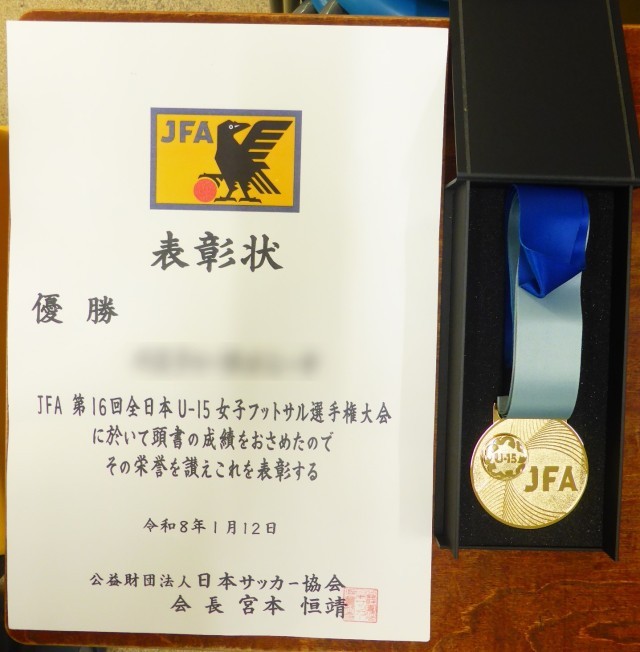 JFA
表彰状
優勝
JFA 第16回全日本U-15女子フットサル選手権大会
に於いて頭書の成績をおさめたので
その栄誉を讃えこれを表彰する
令和8年1月12日
公益財団法人日本サッカー協会
会長 宮本 恒靖
U-15
JFA